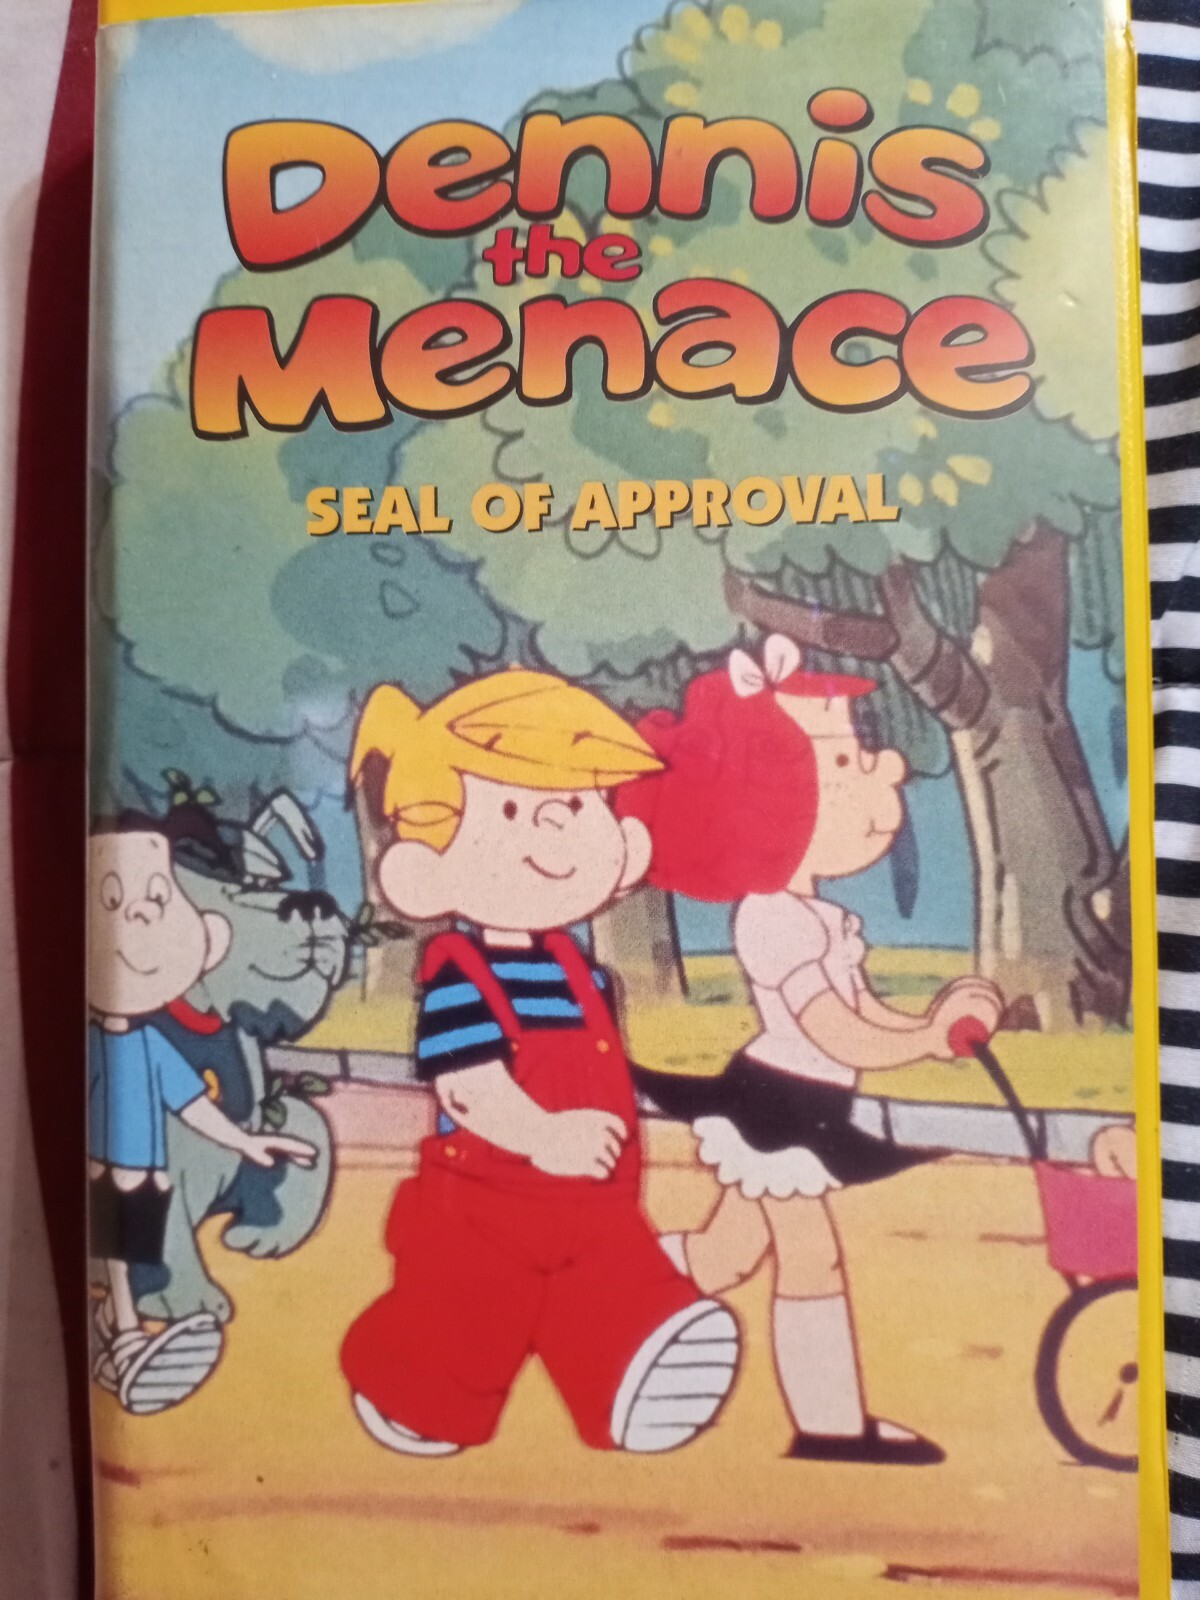 Dennis
the
Menace
SEAL OF APPROVAL